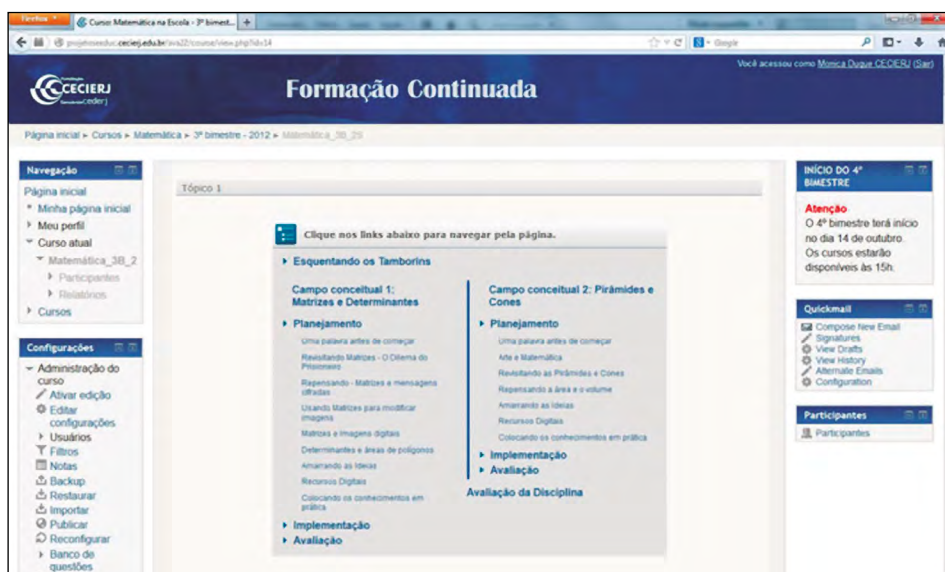 Firefox
Curso: Matemática na Escola - 3º bimest...
projetoseeduc.cecierj.edu.br/ava22/course/view.php?id=14
Google
Você acessou como Monica Duque CECIERJ (Sair)
CECIERJ
Formação Continuada
Página inicial ▸ Cursos ▸ Matemática ▸ 3º bimestre - 2012 ▸ Matemática_3B_2S
Navegação
Página inicial
Minha página inicial
Meu perfil
Curso atual
Matemática_3B_2
Participantes
Relatórios
Cursos
Configurações
Administração do curso
Ativar edição
Editar configurações
Usuários
Filtros
Notas
Backup
Restaurar
Importar
Publicar
Reconfigurar
Banco de questões
Tópico 1
Clique nos links abaixo para navegar pela página.
Esquentando os Tamborins
Campo conceitual 1:
Matrizes e Determinantes
Planejamento
Uma palavra antes de começar
Revisitando Matrizes - O Dilema do
Prisioneiro
Repensando - Matrizes e mensagens
cifradas
Usando Matrizes para modificar
imagens
Matrizes e imagens digitais
Determinantes e áreas de polígonos
Amarrando as Ideias
Recursos Digitais
Colocando os conhecimentos em
prática
Implementação
Avaliação
Campo conceitual 2: Pirâmides e
Cones
Planejamento
Uma palavra antes de começar
Arte e Matemática
Revisitando as Pirâmides e Cones
Repensando a área e o volume
Amarrando as Ideias
Recursos Digitais
Colocando os conhecimentos em prática
Implementação
Avaliação
Avaliação da Disciplina
INÍCIO DO 4º
BIMESTRE
Atenção
O 4º bimestre terá início
no dia 14 de outubro.
Os cursos estarão
disponíveis às 15h.
Quickmail
Compose New Email
Signatures
View Drafts
View History
Alternate Emails
Configuration
Participantes
Participantes